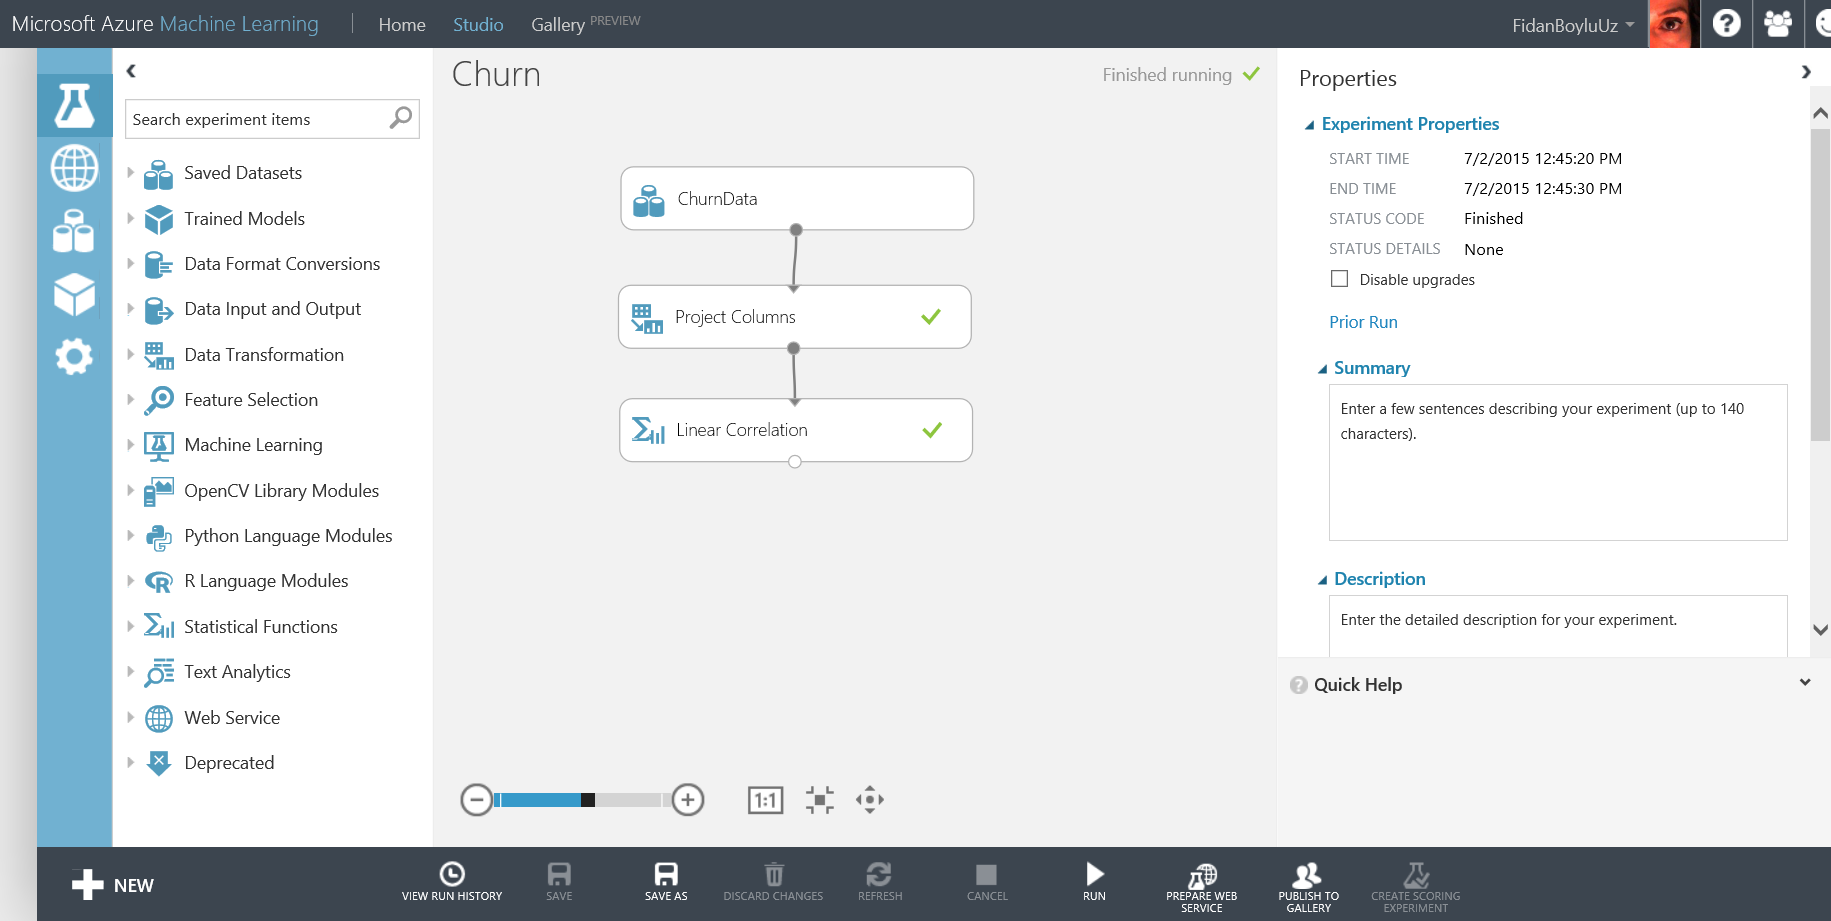 Microsoft Azure Machine Learning
Home
Studio
Gallery PREVIEW
FidanBoyluUz
Search experiment items
Saved Datasets
Trained Models
Data Format Conversions
Data Input and Output
Data Transformation
Feature Selection
Machine Learning
OpenCV Library Modules
Python Language Modules
R Language Modules
Statistical Functions
Text Analytics
Web Service
Deprecated
Churn
Finished running
ChurnData
Project Columns
Linear Correlation
1:1
Properties
Experiment Properties
START TIME 7/2/2015 12:45:20 PM
END TIME 7/2/2015 12:45:30 PM
STATUS CODE Finished
STATUS DETAILS None
Disable upgrades
Prior Run
Summary
Enter a few sentences describing your experiment (up to 140
characters).
Description
Enter the detailed description for your experiment.
Quick Help
NEW
VIEW RUN HISTORY
SAVE
SAVE AS
DISCARD CHANGES
REFRESH
CANCEL
RUN
PREPARE WEB
SERVICE
PUBLISH TO
GALLERY
CREATE SCORING
EXPERIMENT